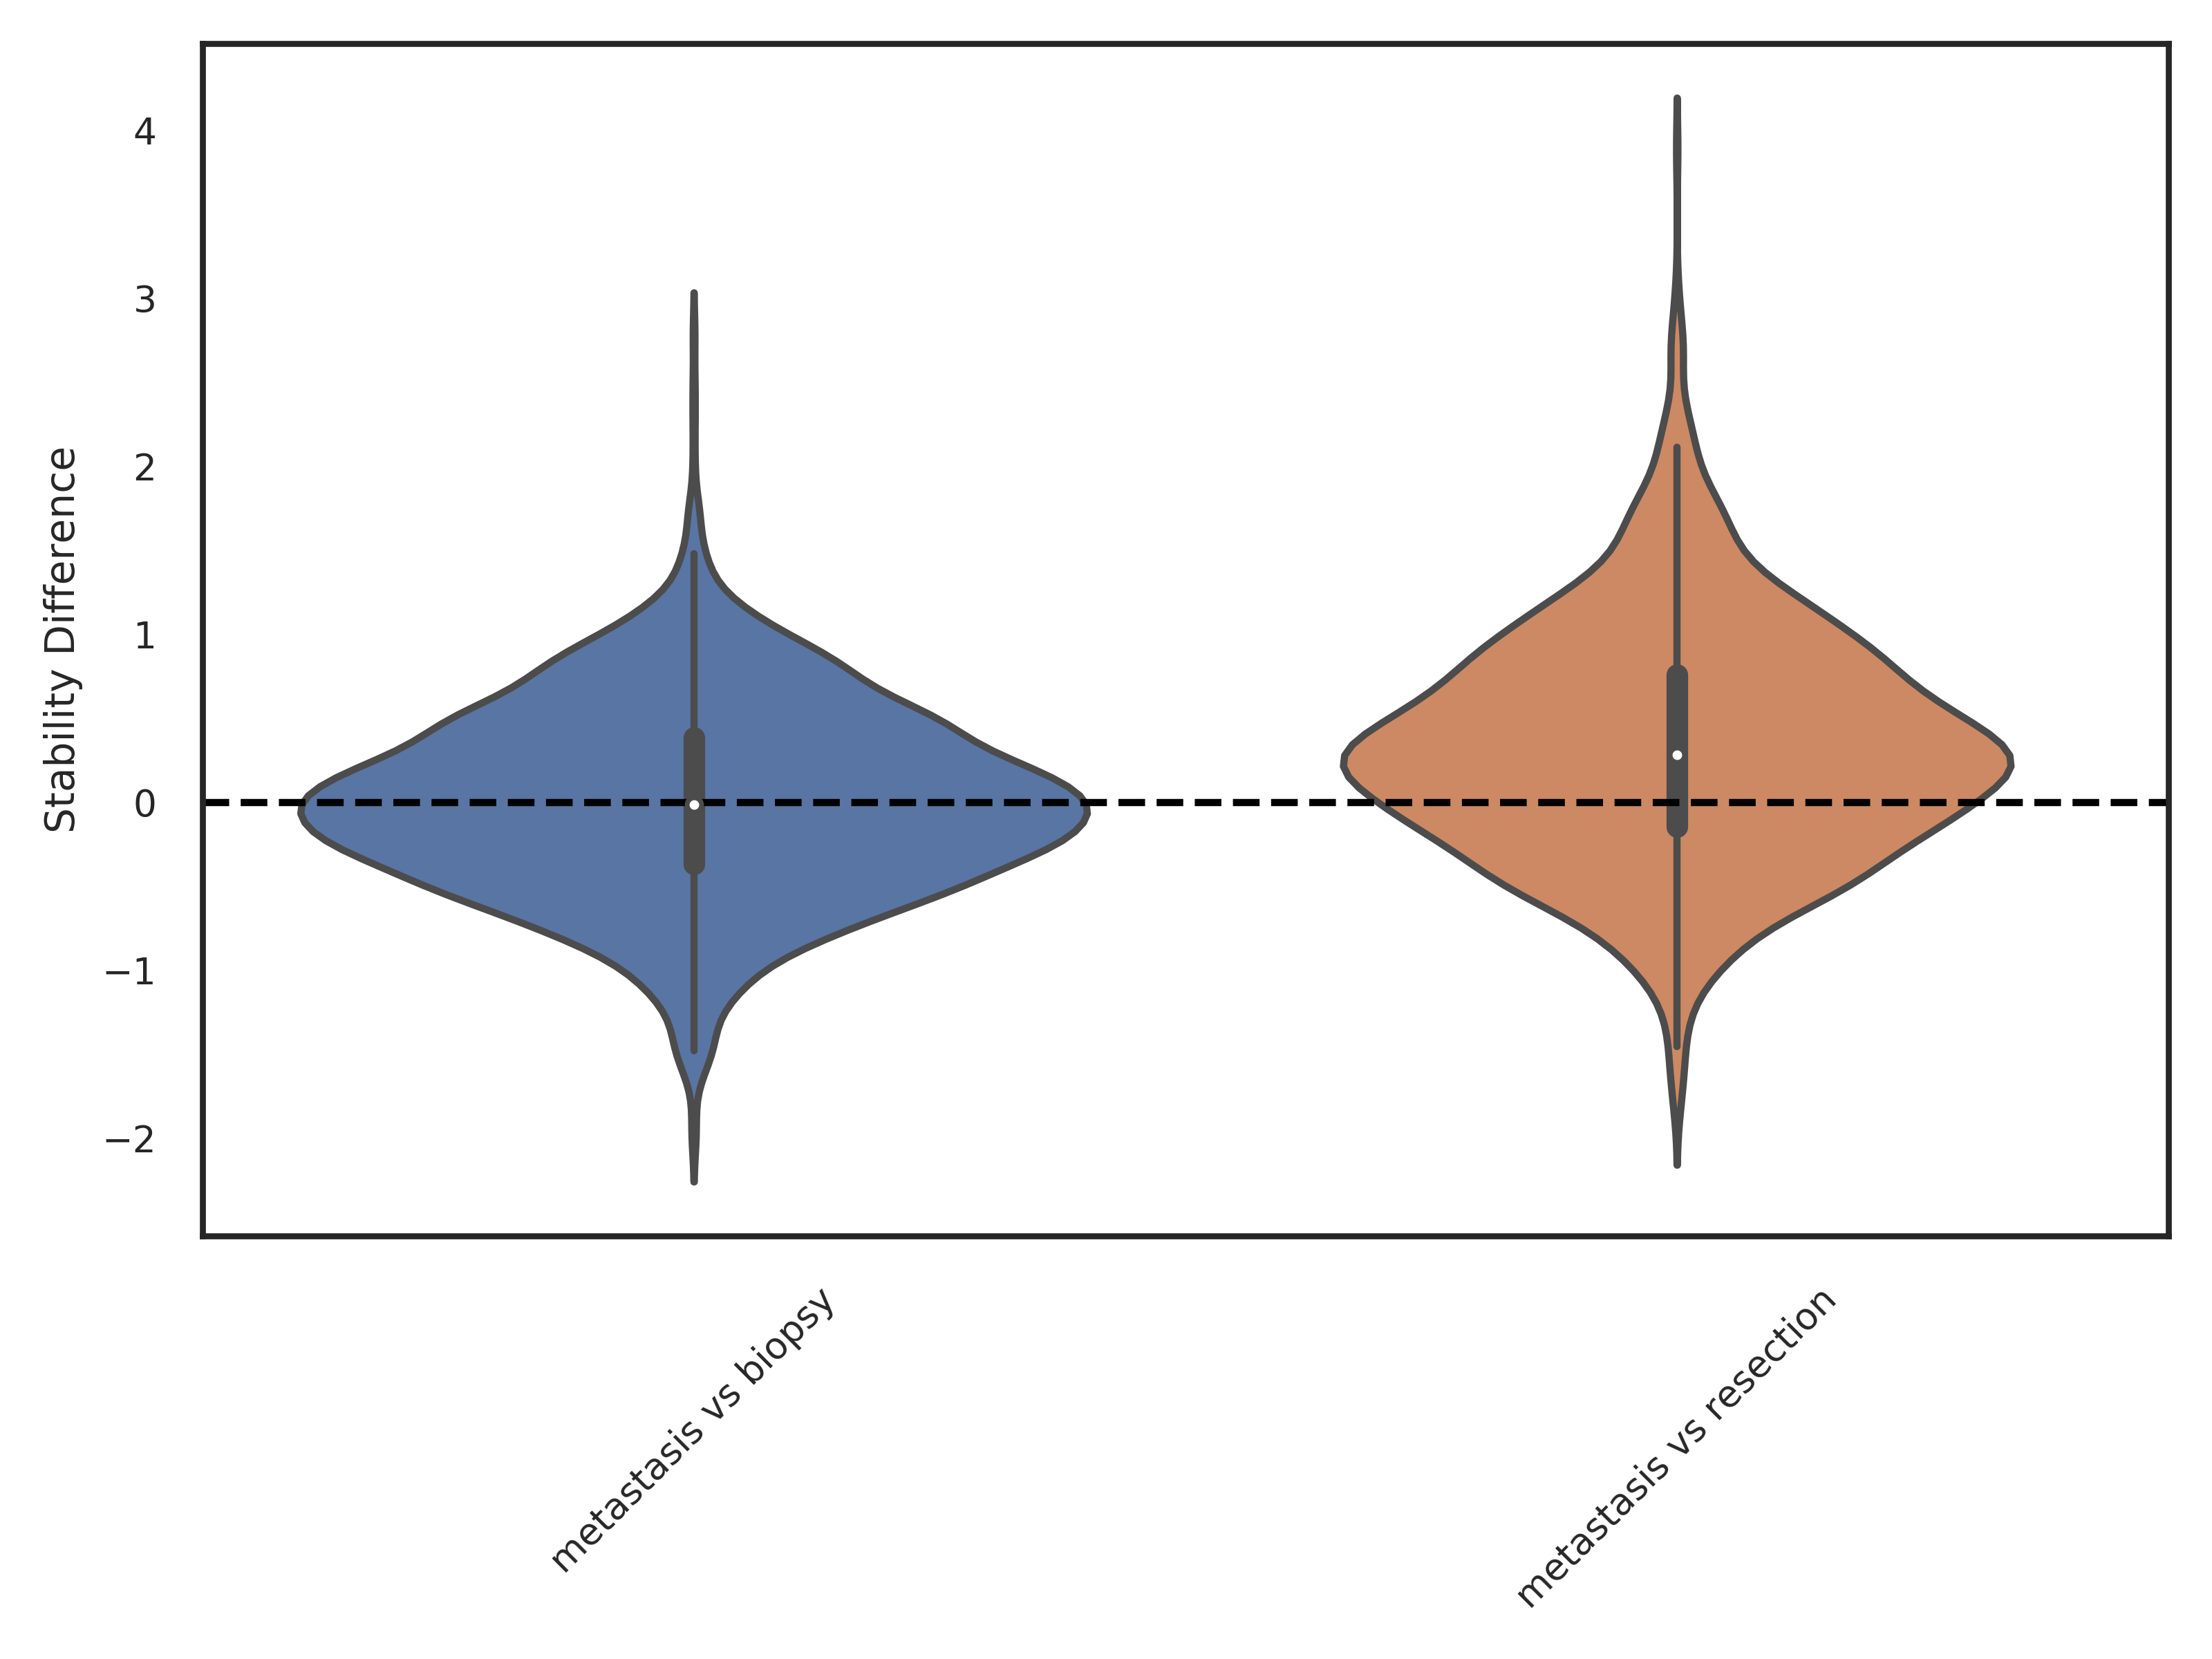 4
3
2
1
0
−1
−2
Stability Difference
metastasis vs biopsy
metastasis vs resection